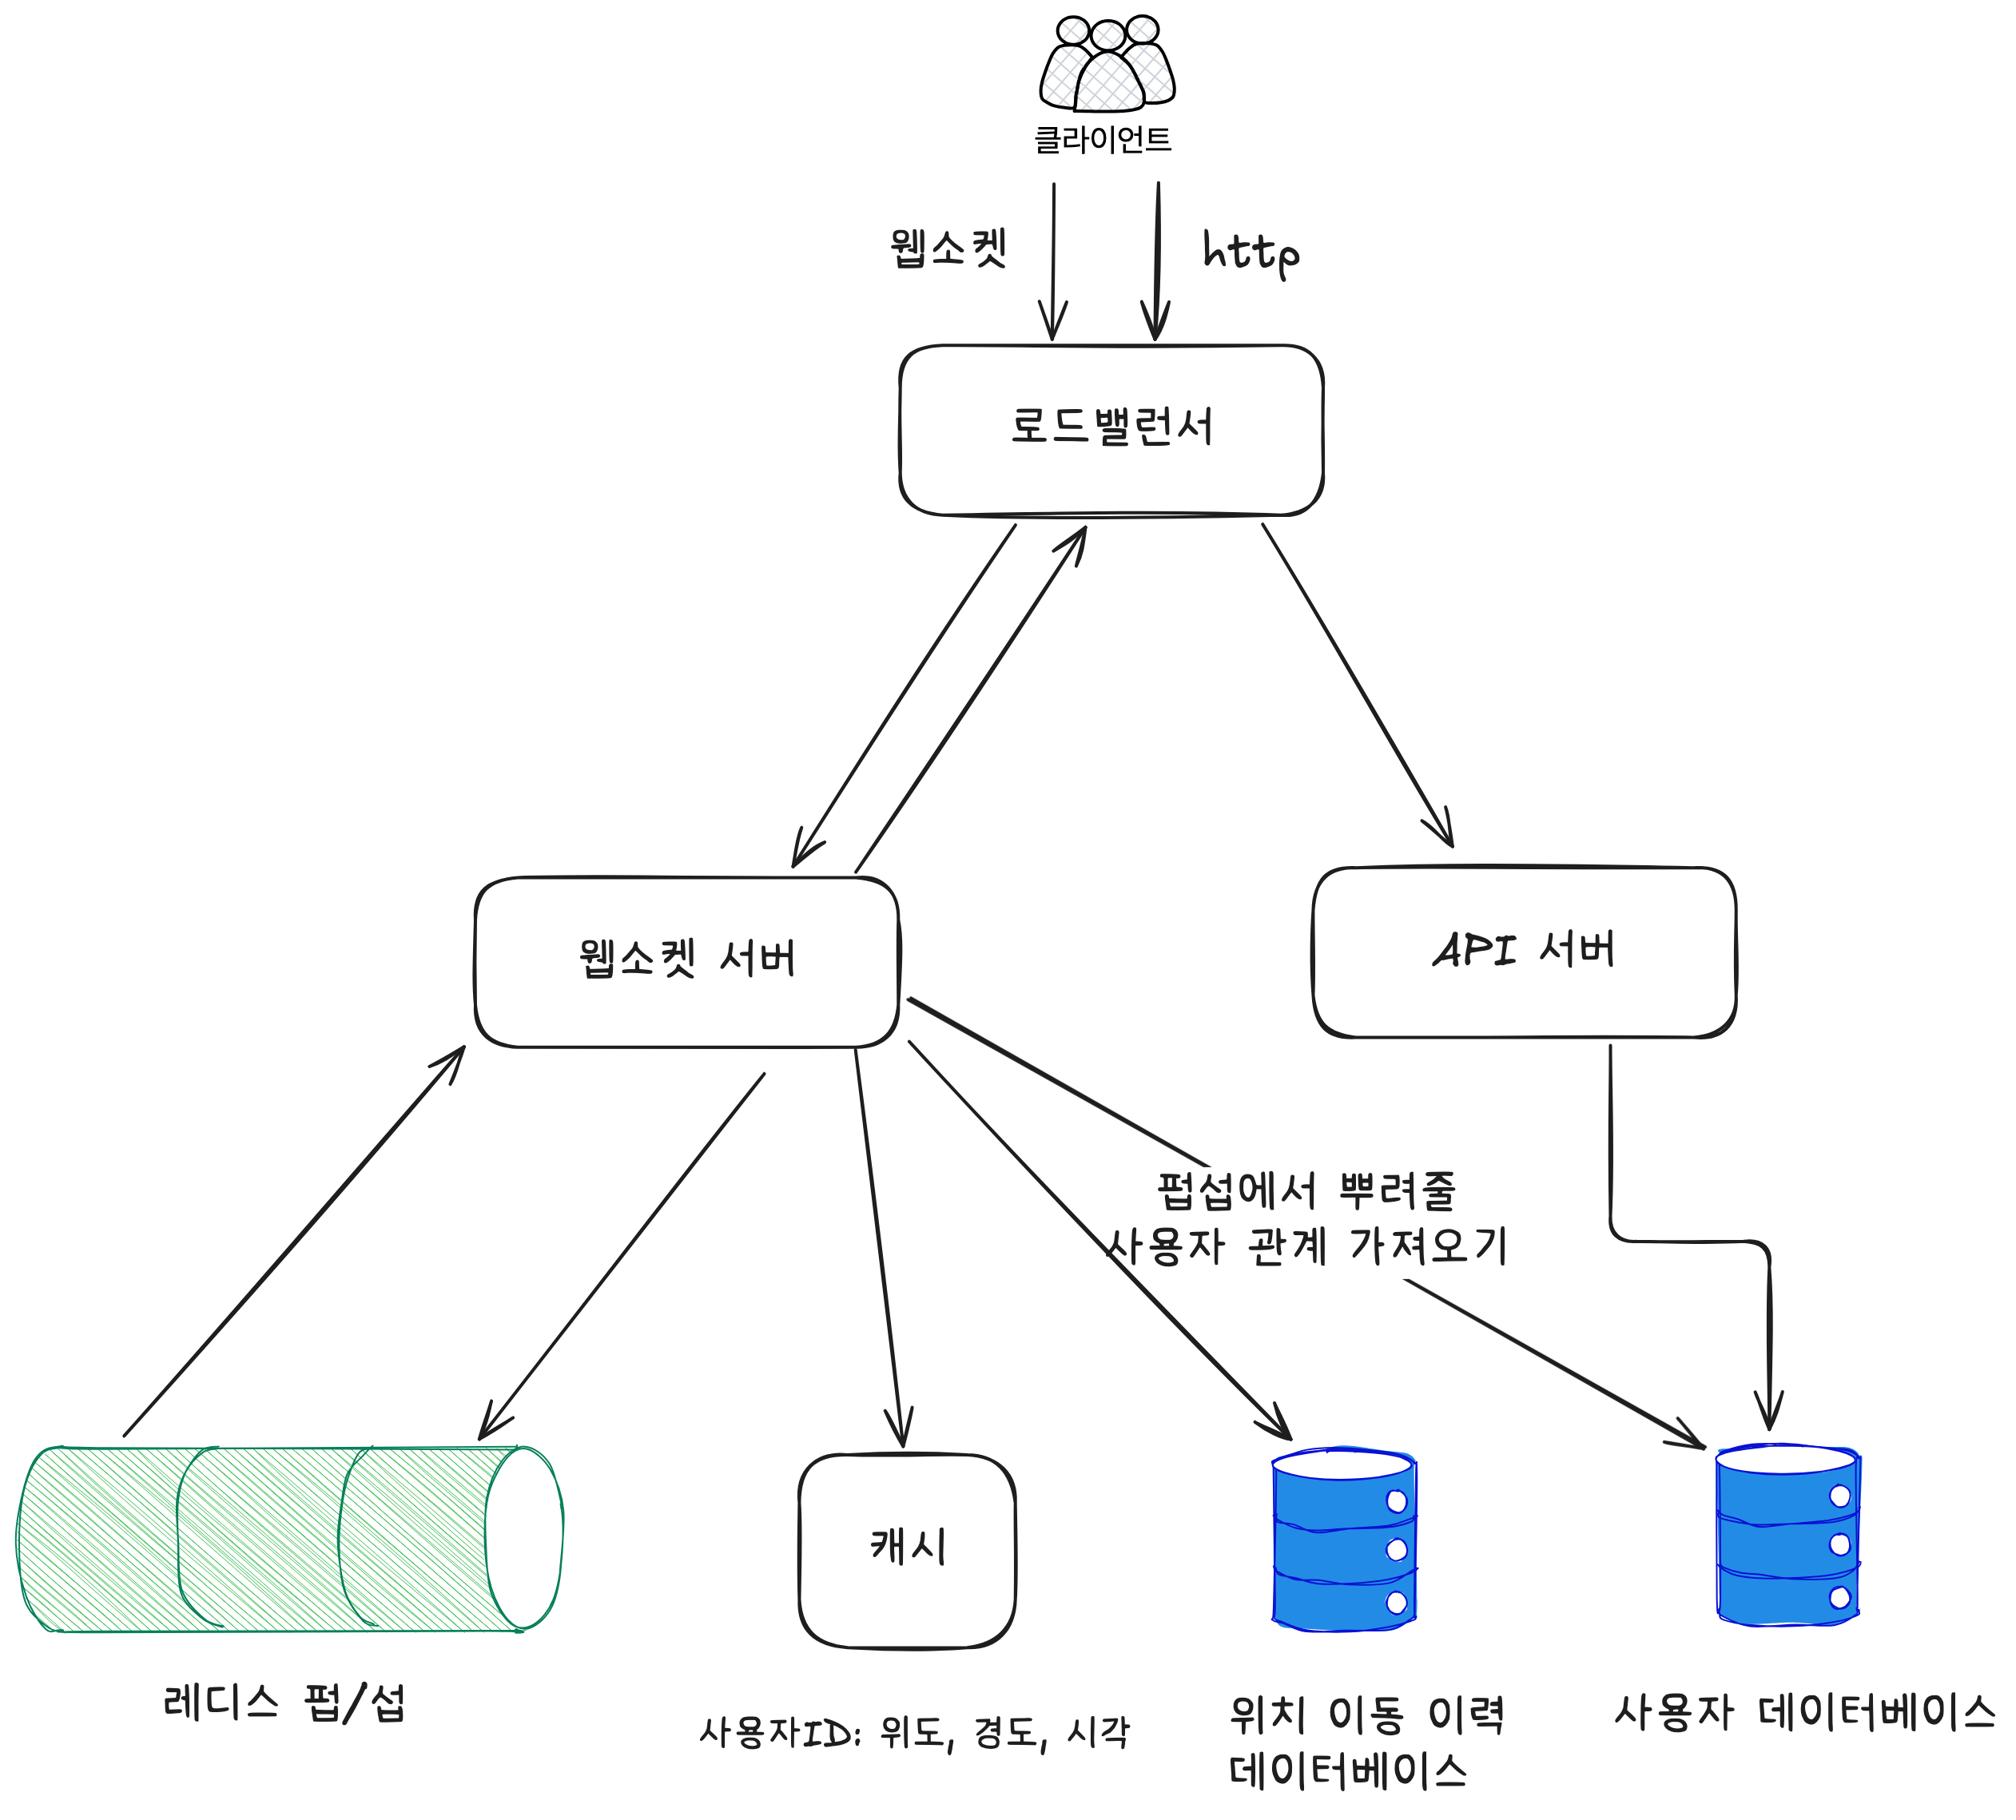 클라이언트
웹소켓
http
로드밸런서
웹소켓 서버
API 서버
펍섭에서 뿌려줄
사용자 관계 가져오기
캐시
레디스 펍/섭
사용자ID: 위도, 경도, 시각
위치 이동 이력
데이터베이스
사용자 데이터베이스